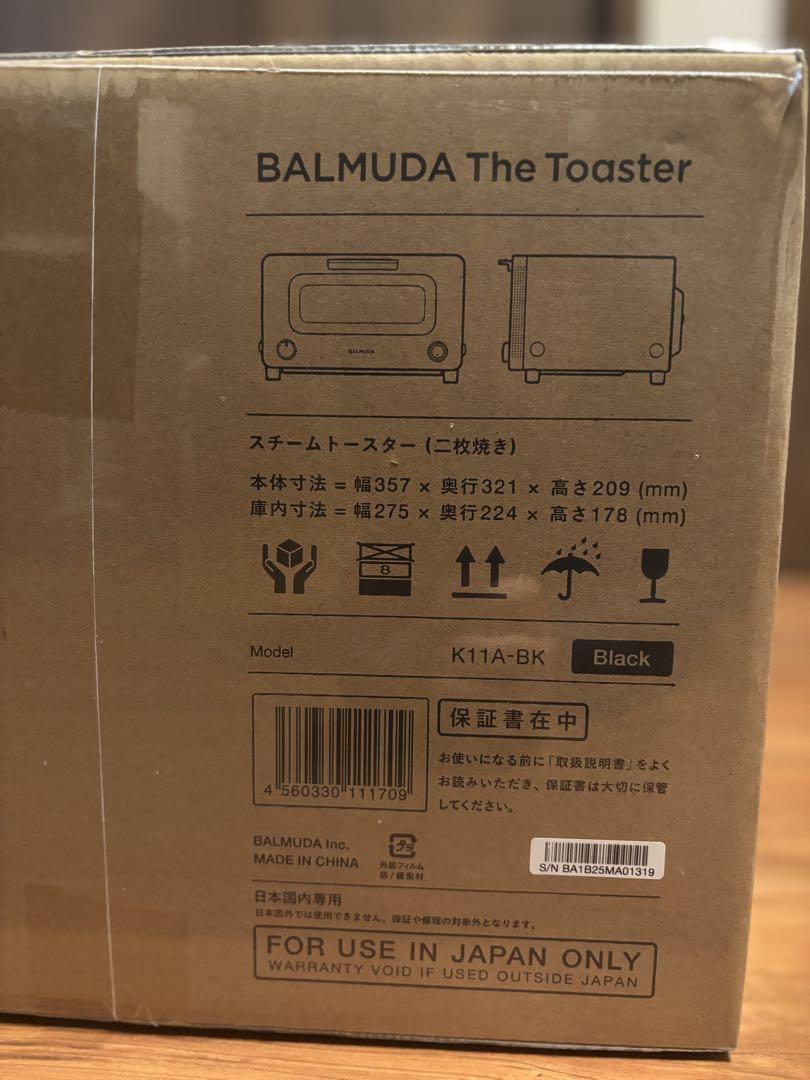 BALMUDA The Toaster
BALMUDA
スチームトースター (二枚焼き)
本体寸法 = 幅357 × 奥行321 × 高さ209 (mm)
庫内寸法 = 幅275 × 奥行224 × 高さ178 (mm)
8
Model K11A-BK Black
4 560330 111709
保証書在中
お使いになる前に「取扱説明書」をよく
お読みいただき、保証書は大切に保管
してください。
BALMUDA Inc.
MADE IN CHINA
プラ
外装フィルム
袋/緩衝材
S/N BA1B25MA01319
日本国内専用
日本国外では使用できません。保証や修理の対象外となります。
FOR USE IN JAPAN ONLY
WARRANTY VOID IF USED OUTSIDE JAPAN